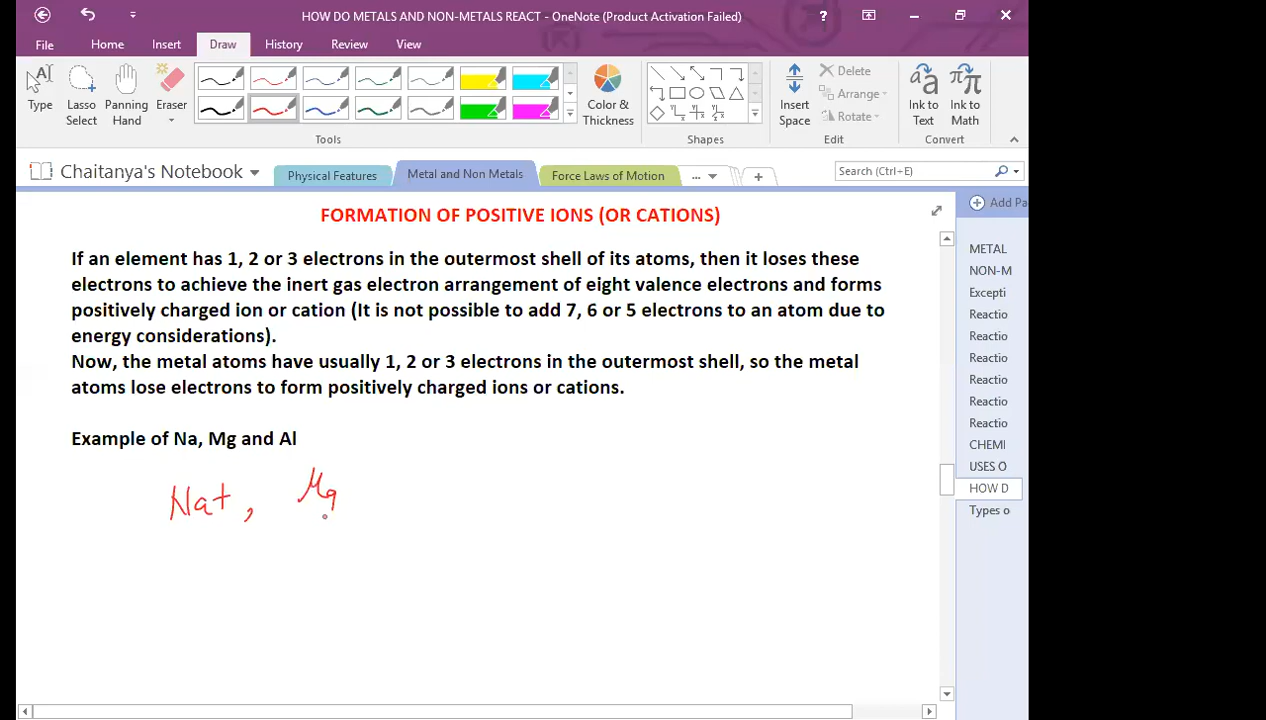 HOW DO METALS AND NON-METALS REACT - OneNote (Product Activation Failed)
?
File Home Insert Draw History Review View
Type
Lasso Select
Panning Hand
Eraser
Color & Thickness
Insert Space
Delete
Arrange
Rotate
Ink to Text
Ink to Math
Tools Shapes Edit Convert
Chaitanya's Notebook Physical Features Metal and Non Metals Force Laws of Motion ... + Search (Ctrl+E)
Add Pa
FORMATION OF POSITIVE IONS (OR CATIONS)
If an element has 1, 2 or 3 electrons in the outermost shell of its atoms, then it loses these
electrons to achieve the inert gas electron arrangement of eight valence electrons and forms
positively charged ion or cation (It is not possible to add 7, 6 or 5 electrons to an atom due to
energy considerations).
Now, the metal atoms have usually 1, 2 or 3 electrons in the outermost shell, so the metal
atoms lose electrons to form positively charged ions or cations.
Example of Na, Mg and Al
Na+, Mg
METAL
NON-M
Excepti
Reactio
Reactio
Reactio
Reactio
Reactio
Reactio
CHEMI
USES O
HOW D
Types o